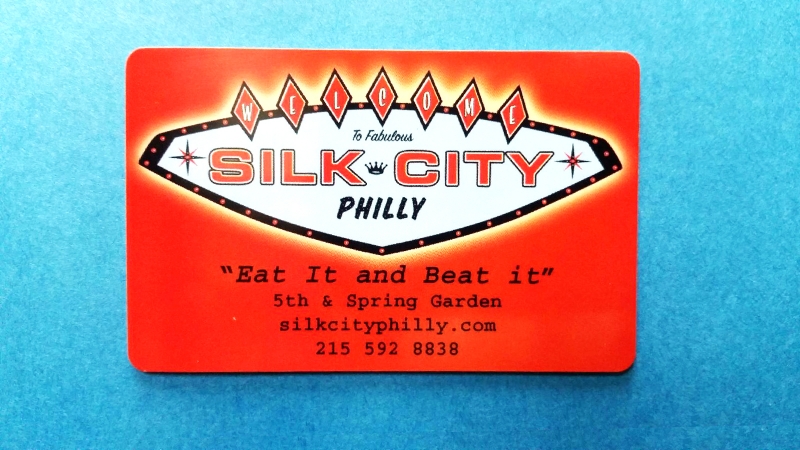 WELCOME
To Fabulous
SILK CITY
PHILLY
"Eat It and Beat it"
5th & Spring Garden
silkcityphilly.com
215 592 8838